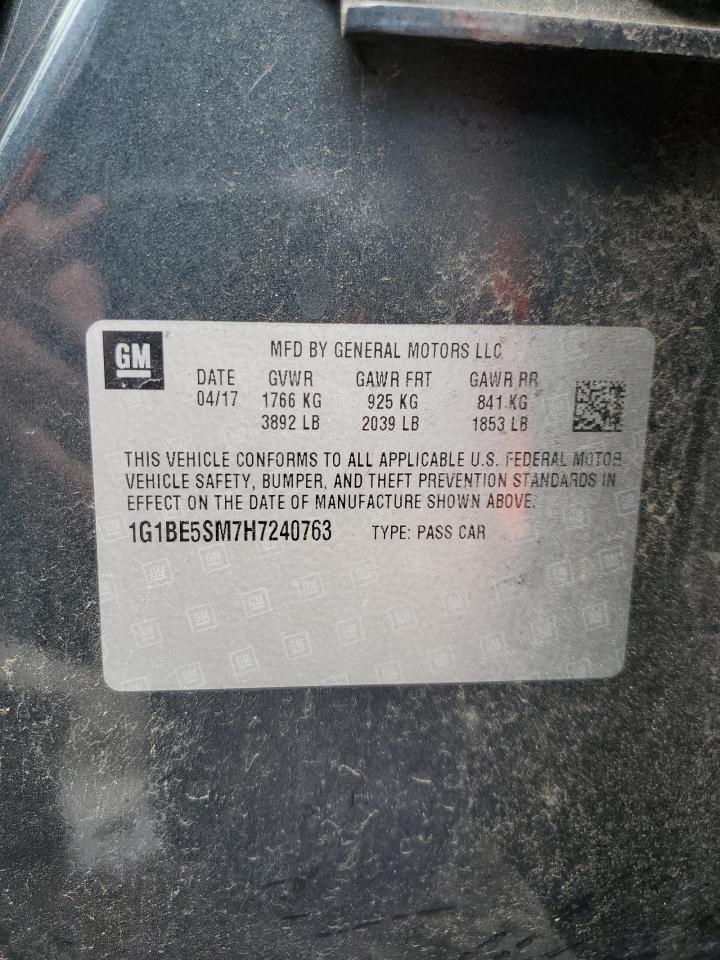 GM
MFD BY GENERAL MOTORS LLC
DATE GVWR GAWR FRT GAWR RR
04/17 1766 KG 925 KG 841 KG
3892 LB 2039 LB 1853 LB
THIS VEHICLE CONFORMS TO ALL APPLICABLE U.S. FEDERAL MOTOR
VEHICLE SAFETY, BUMPER, AND THEFT PREVENTION STANDARDS IN
EFFECT ON THE DATE OF MANUFACTURE SHOWN ABOVE.
1G1BE5SM7H7240763 TYPE: PASS CAR